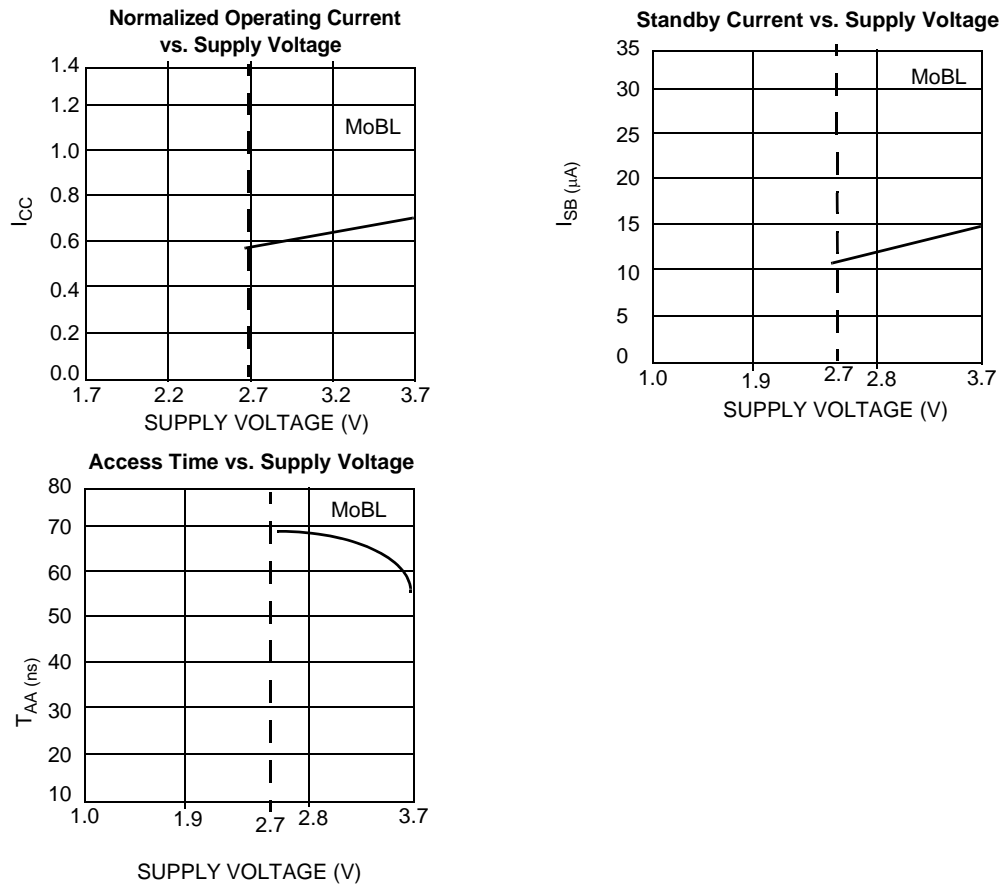 Normalized Operating Current
vs. Supply Voltage
1.4
1.2
1.0
0.8
0.6
0.4
0.2
0.0
I_CC
MoBL
1.7 2.2 2.7 3.2 3.7
SUPPLY VOLTAGE (V)
Standby Current vs. Supply Voltage
35
30
25
20
15
10
5
0
I_SB (μA)
MoBL
1.0 1.9 2.7 2.8 3.7
SUPPLY VOLTAGE (V)
Access Time vs. Supply Voltage
80
70
60
50
40
30
20
10
T_AA (ns)
MoBL
1.0 1.9 2.7 2.8 3.7
SUPPLY VOLTAGE (V)